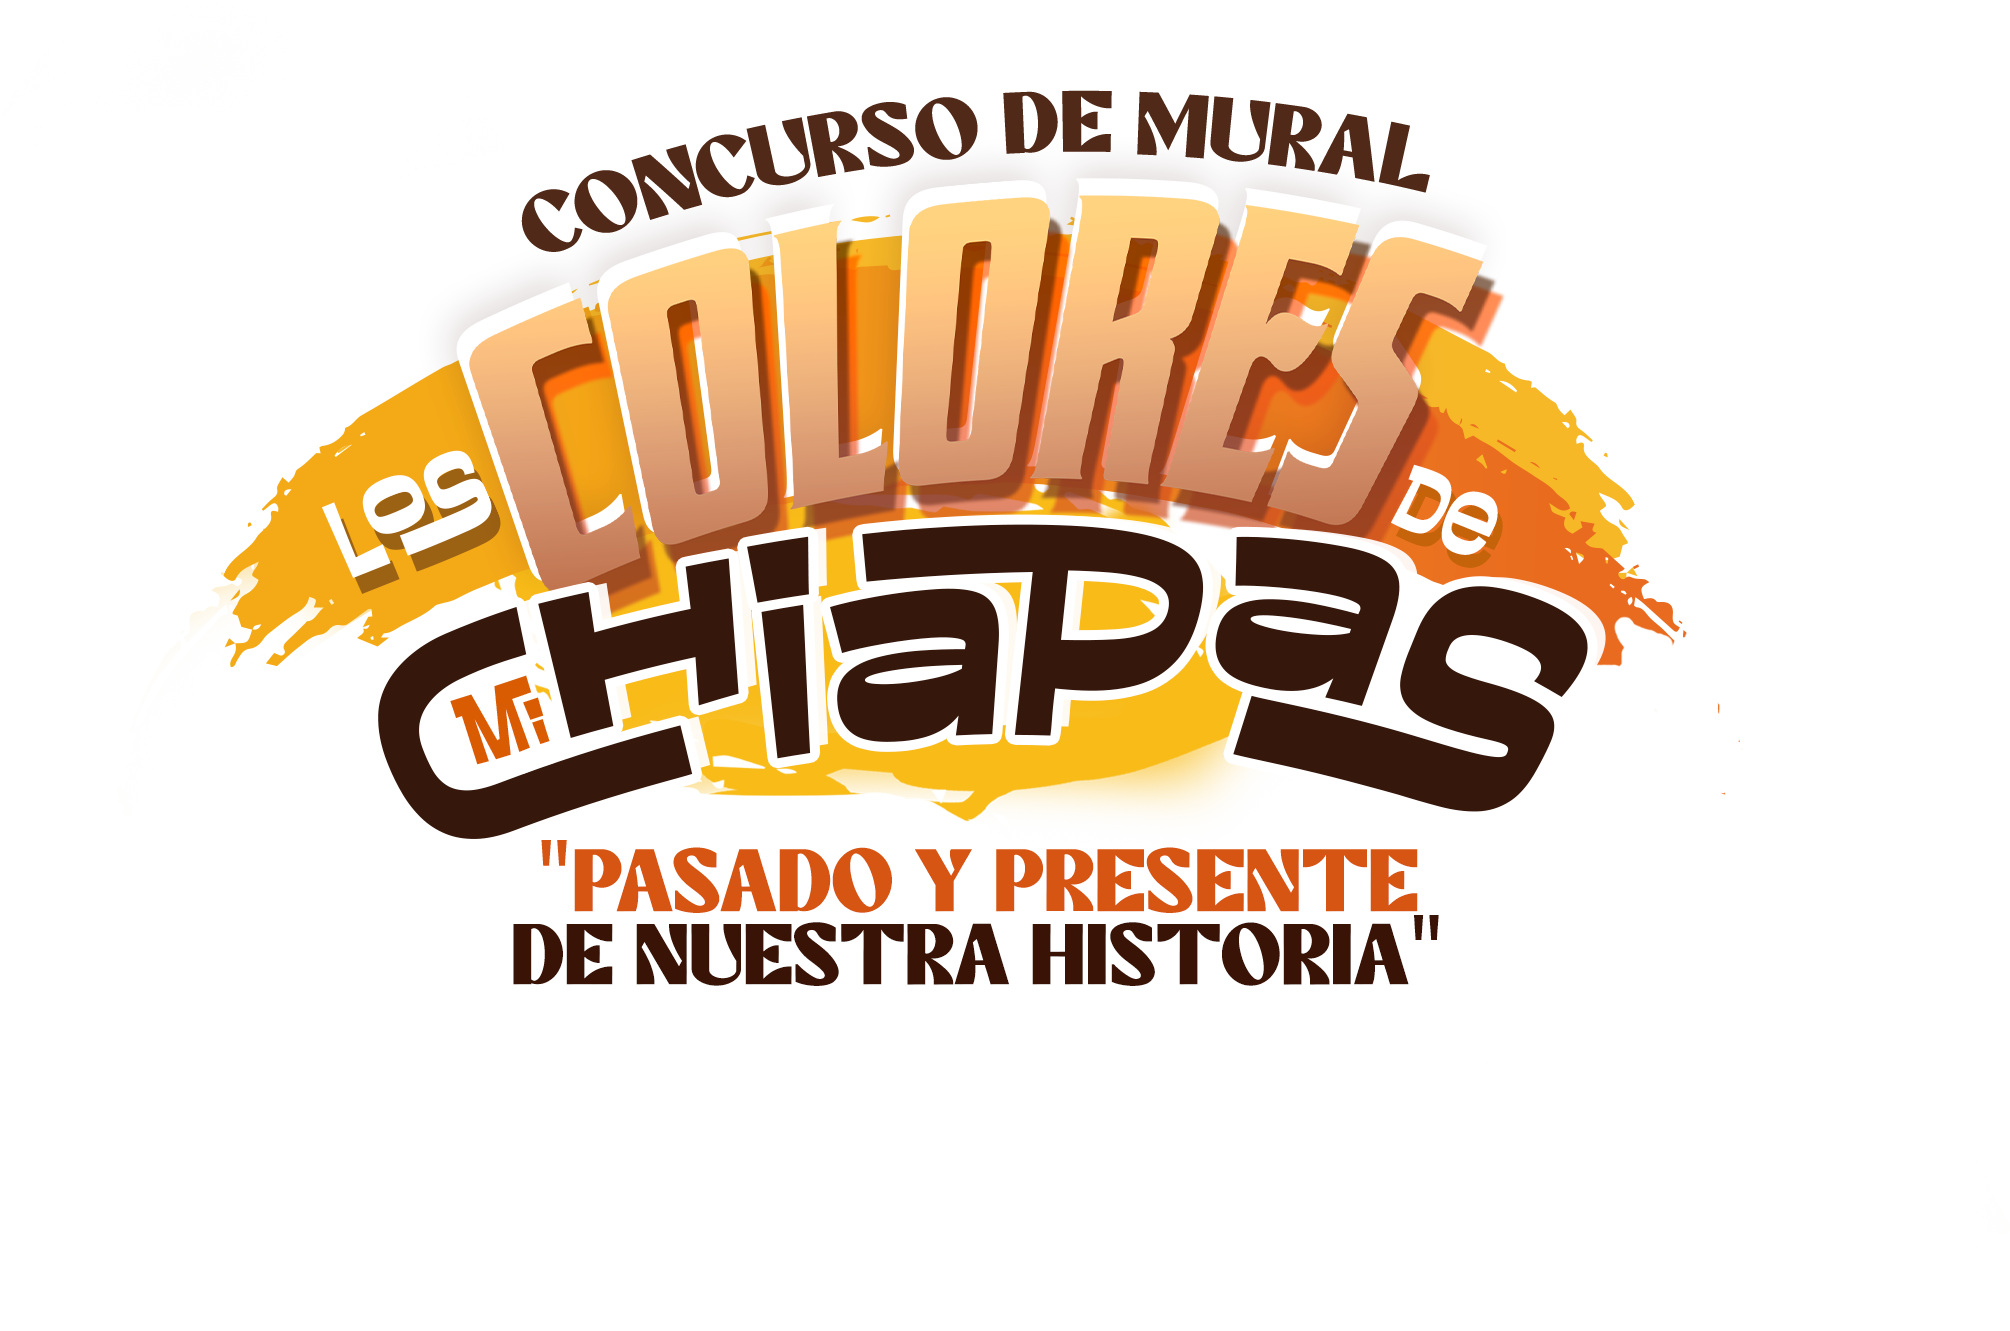 CONCURSO DE MURAL
LOS COLORES DE
MI CHIAPAS
"PASADO Y PRESENTE
DE NUESTRA HISTORIA"